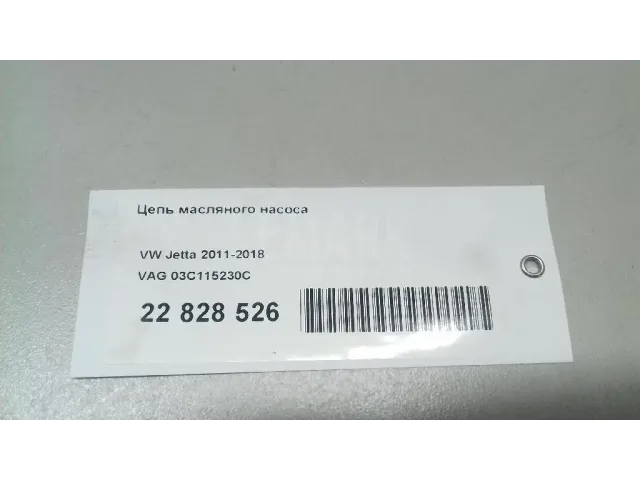 Цепь масляного насоса
VW Jetta 2011-2018
VAG 03C115230C
22 828 526